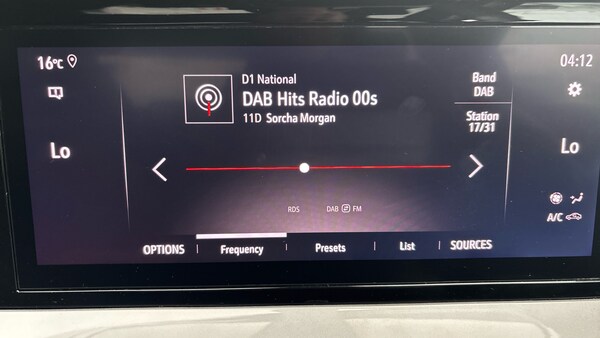 16°C
04:12
D1 National
DAB Hits Radio 00s
11D Sorcha Morgan
Band
DAB
Station
17/31
Lo
Lo
RDS
DAB FM
A/C
OPTIONS
Frequency
Presets
List
SOURCES